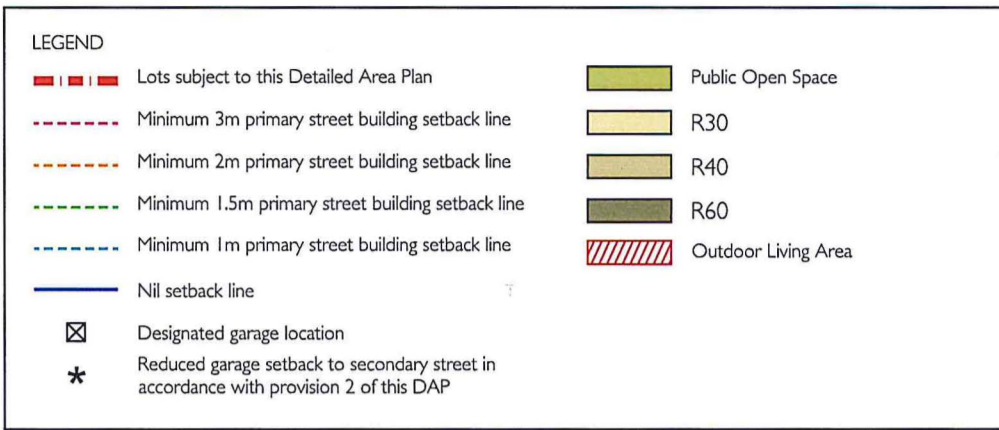 LEGEND
Lots subject to this Detailed Area Plan
Minimum 3m primary street building setback line
Minimum 2m primary street building setback line
Minimum 1.5m primary street building setback line
Minimum 1m primary street building setback line
Nil setback line
Designated garage location
Reduced garage setback to secondary street in
accordance with provision 2 of this DAP
Public Open Space
R30
R40
R60
Outdoor Living Area